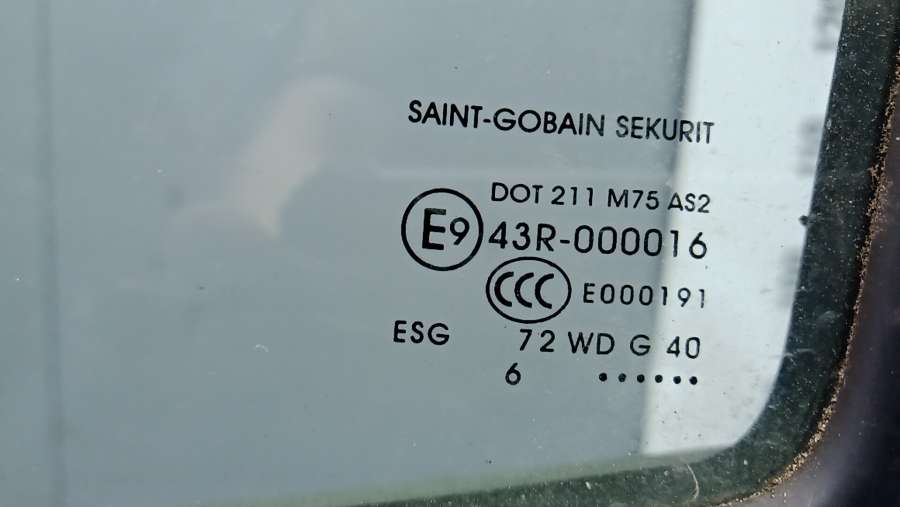 SAINT-GOBAIN SEKURIT
DOT 211 M75 AS2
E9 43R-000016
CCC E000191
ESG 72 WD G 40
6 ••••••